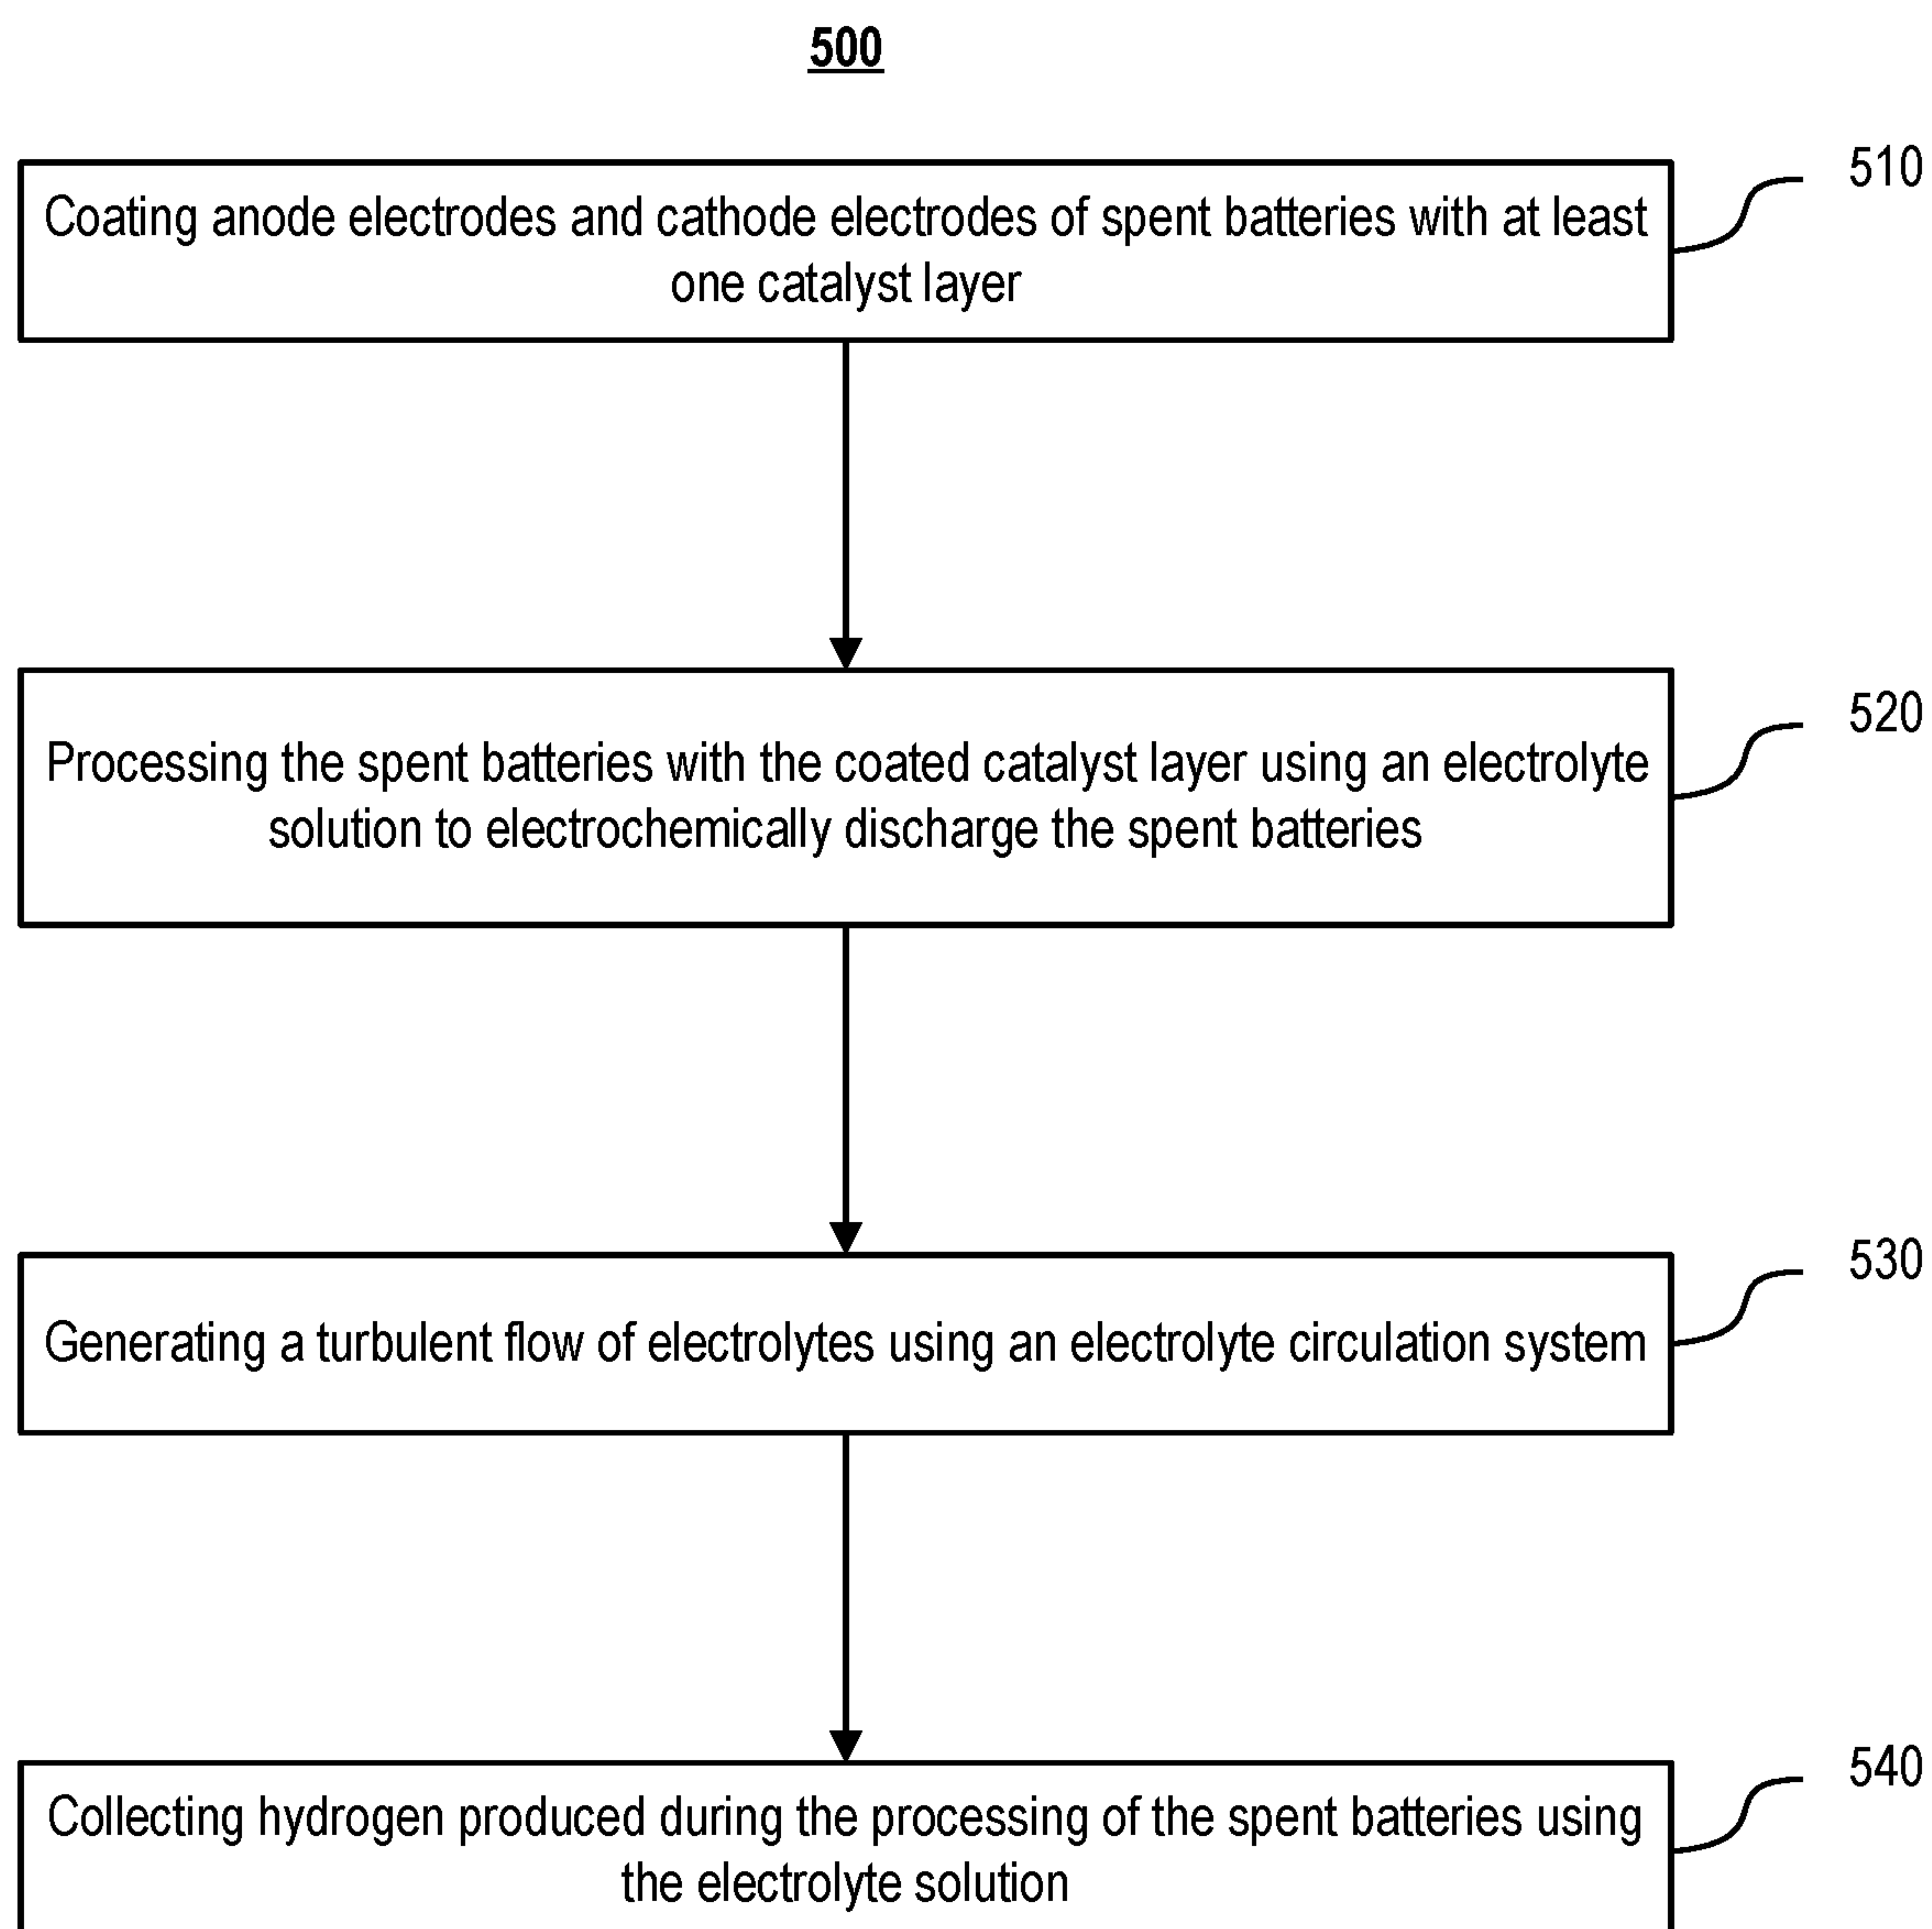 500
510
Coating anode electrodes and cathode electrodes of spent batteries with at least
one catalyst layer
520
Processing the spent batteries with the coated catalyst layer using an electrolyte
solution to electrochemically discharge the spent batteries
530
Generating a turbulent flow of electrolytes using an electrolyte circulation system
540
Collecting hydrogen produced during the processing of the spent batteries using
the electrolyte solution